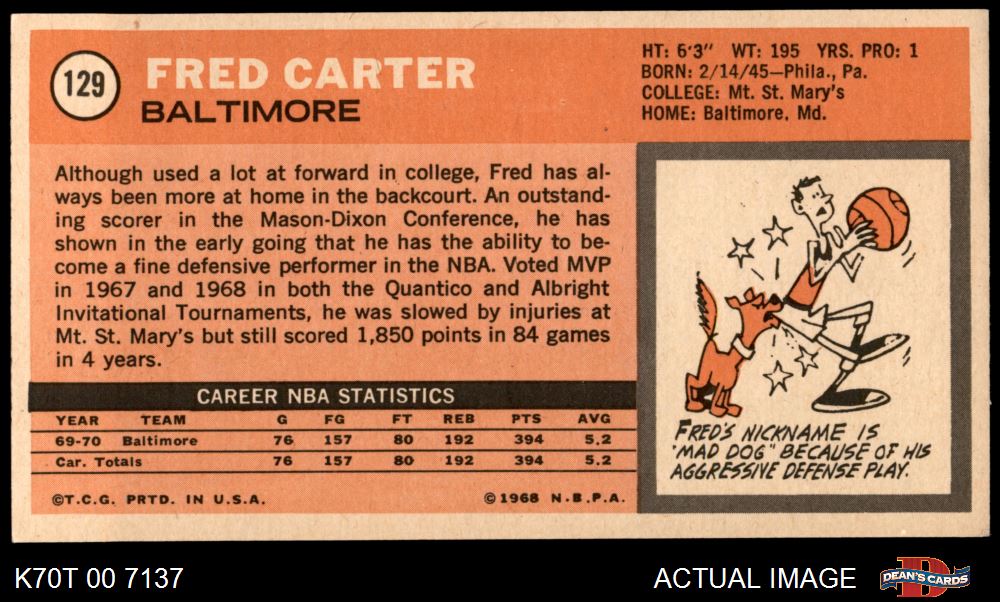 129
FRED CARTER
BALTIMORE
HT: 6'3" WT: 195 YRS. PRO: 1
BORN: 2/14/45—Phila., Pa.
COLLEGE: Mt. St. Mary's
HOME: Baltimore, Md.
Although used a lot at forward in college, Fred has al-
ways been more at home in the backcourt. An outstand-
ing scorer in the Mason-Dixon Conference, he has
shown in the early going that he has the ability to be-
come a fine defensive performer in the NBA. Voted MVP
in 1967 and 1968 in both the Quantico and Albright
Invitational Tournaments, he was slowed by injuries at
Mt. St. Mary's but still scored 1,850 points in 84 games
in 4 years.
CAREER NBA STATISTICS
YEAR TEAM G FG FT REB PTS AVG
69-70 Baltimore 76 157 80 192 394 5.2
Car. Totals 76 157 80 192 394 5.2
©T.C.G. PRTD. IN U.S.A. ©1968 N.B.P.A.
FRED'S NICKNAME IS
"MAD DOG" BECAUSE OF HIS
AGGRESSIVE DEFENSE PLAY.
K70T 00 7137
ACTUAL IMAGE
DEAN'S CARDS